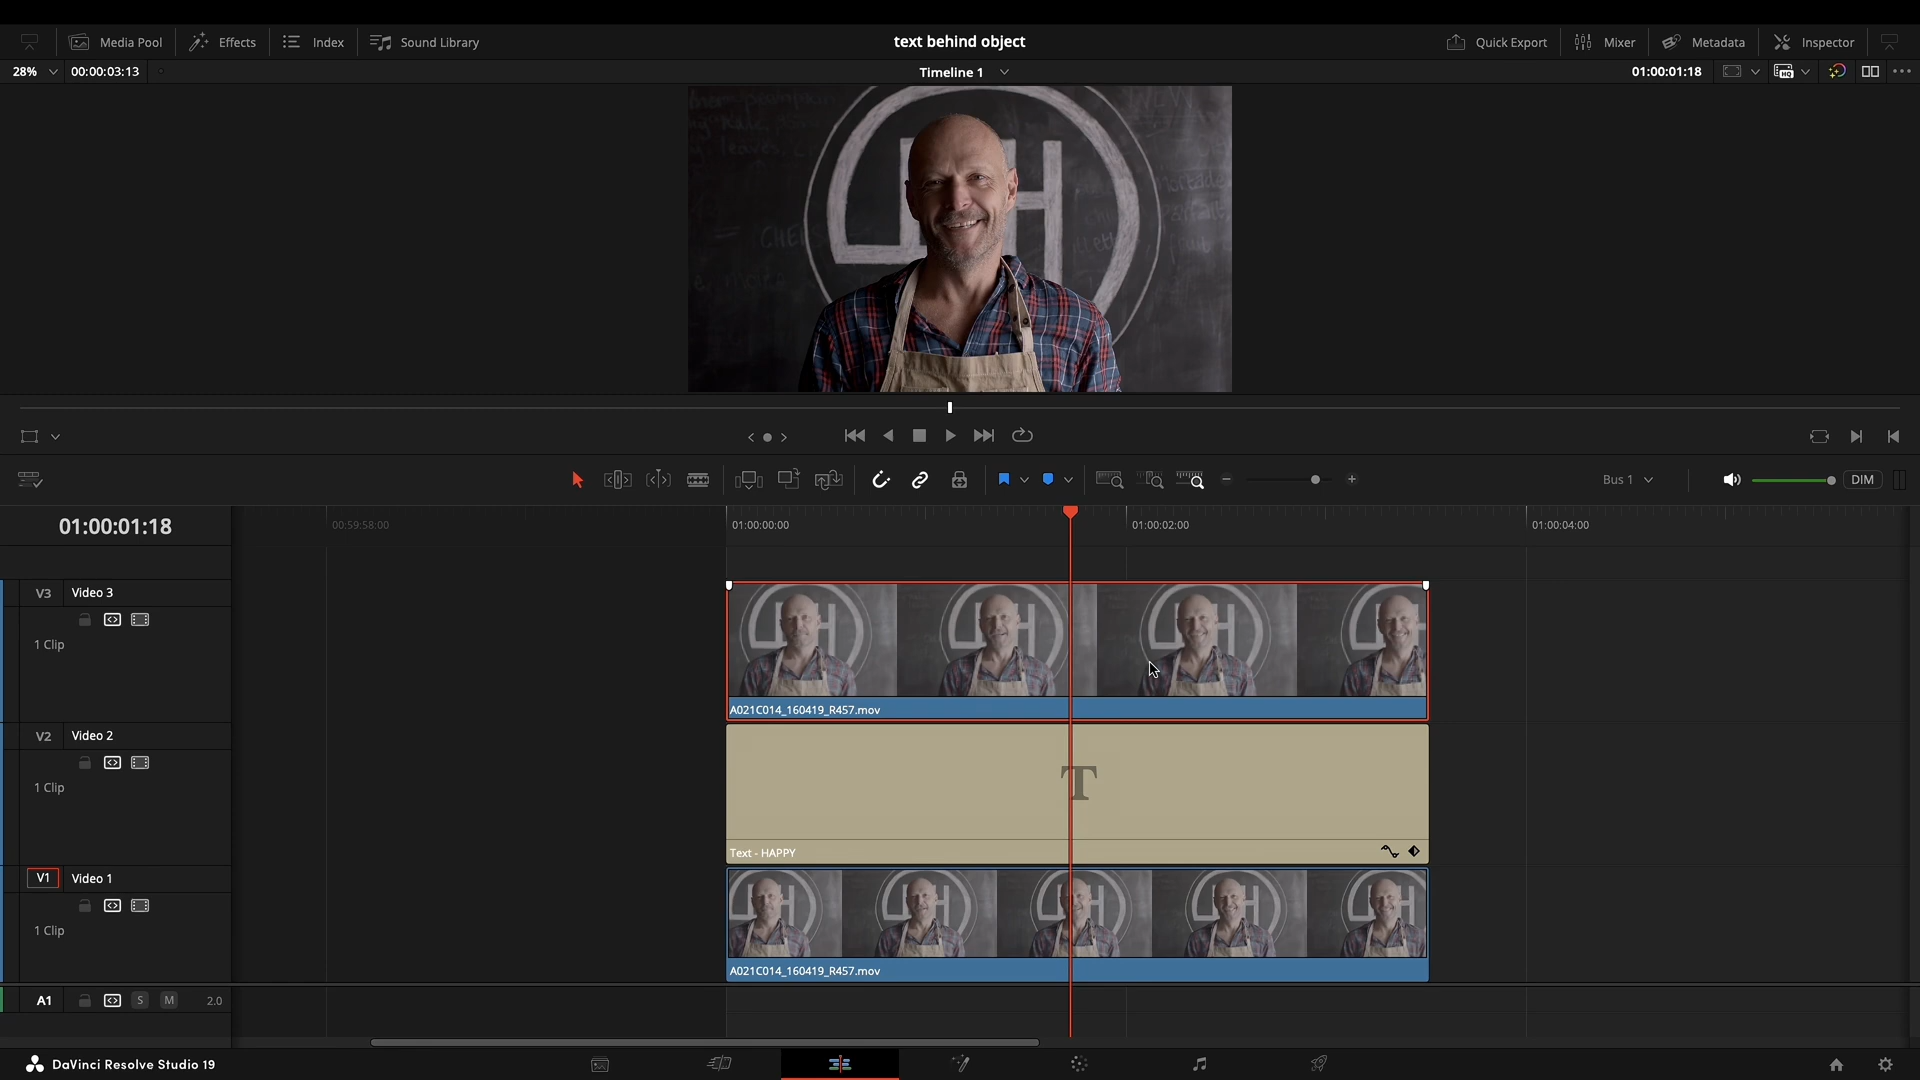 Media Pool Effects Index Sound Library text behind object Quick Export Mixer Metadata Inspector
28% 00:00:03:13 Timeline 1 01:00:01:18 HQ
Bus 1 DIM
01:00:01:18 00:59:58:00 01:00:00:00 01:00:02:00 01:00:04:00
V3 Video 3
1 Clip
A021C014_160419_R457.mov
V2 Video 2
T
1 Clip
Text - HAPPY
V1 Video 1
1 Clip
A021C014_160419_R457.mov
A1 S M 2.0
DaVinci Resolve Studio 19